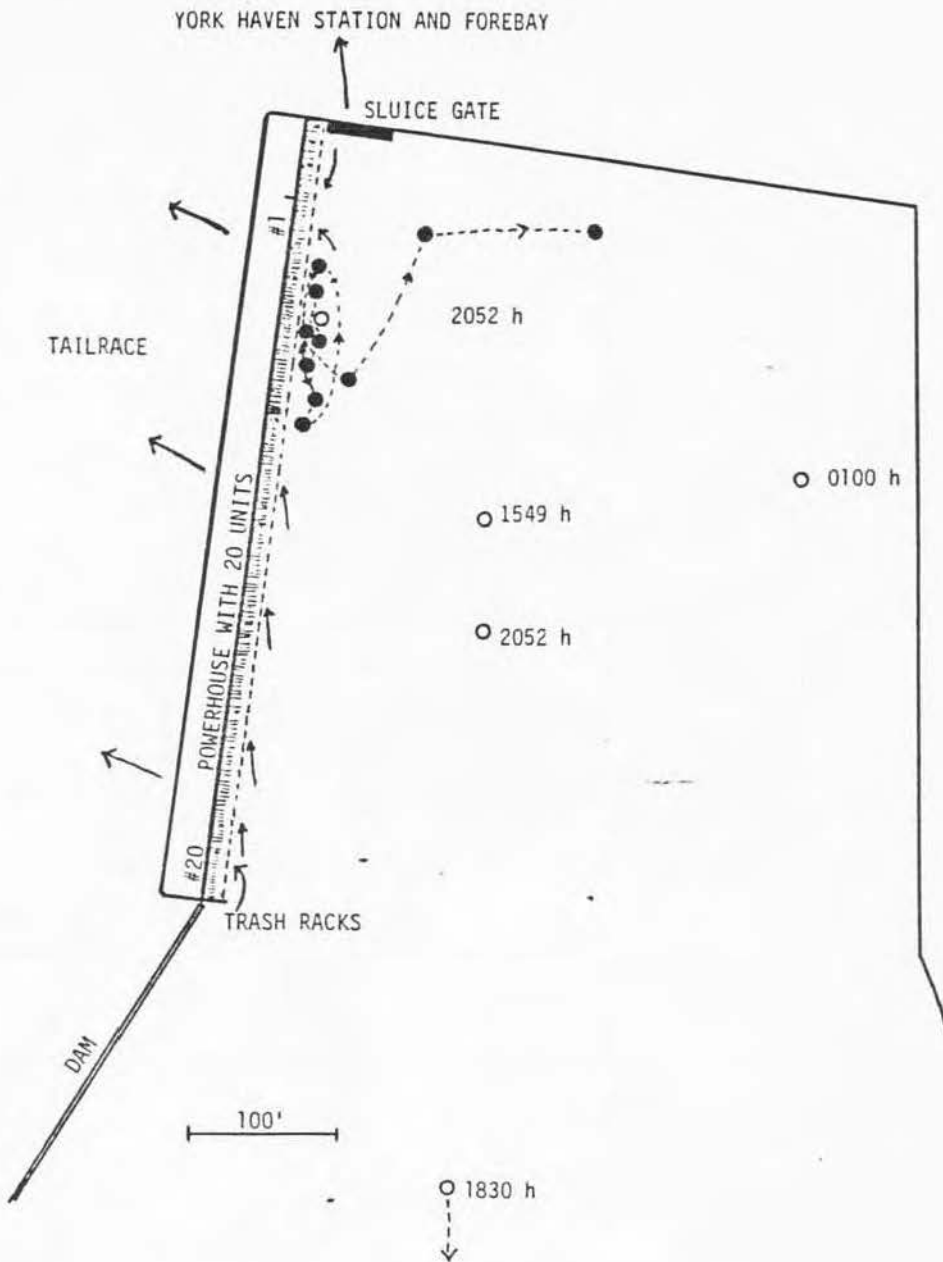 YORK HAVEN STATION AND FOREBAY
SLUICE GATE
#1
2052 h
TAILRACE
0100 h
1549 h
POWERHOUSE WITH 20 UNITS
2052 h
#20
TRASH RACKS
DAM
100'
1830 h